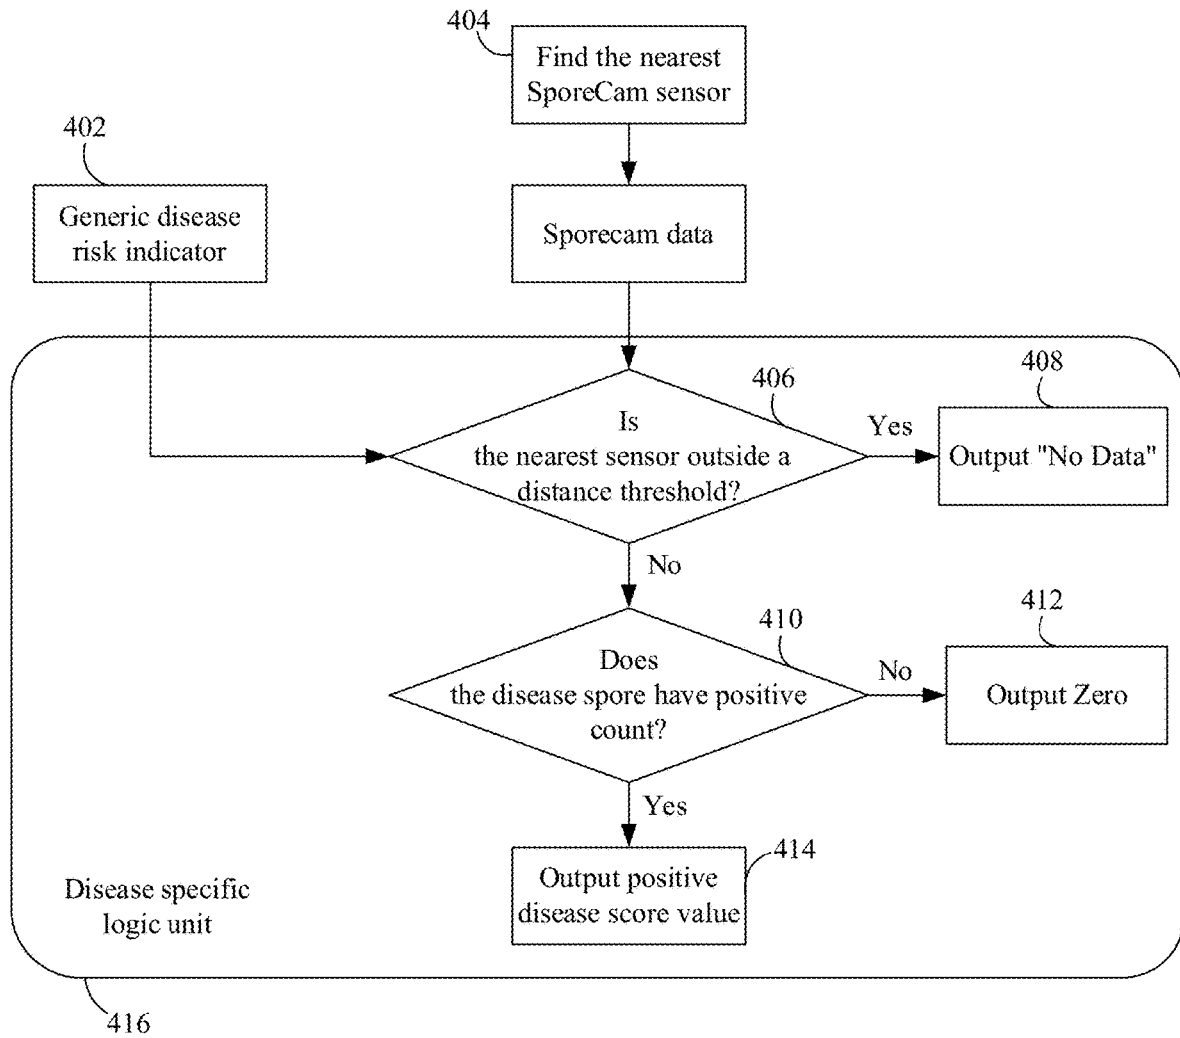 404
Find the nearest
SporeCam sensor
402
Generic disease
risk indicator
Sporecam data
406
408
Is
the nearest sensor outside a
distance threshold?
Yes
Output "No Data"
No
410
412
Does
the disease spore have positive
count?
No
Output Zero
Yes
414
Output positive
disease score value
Disease specific
logic unit
416